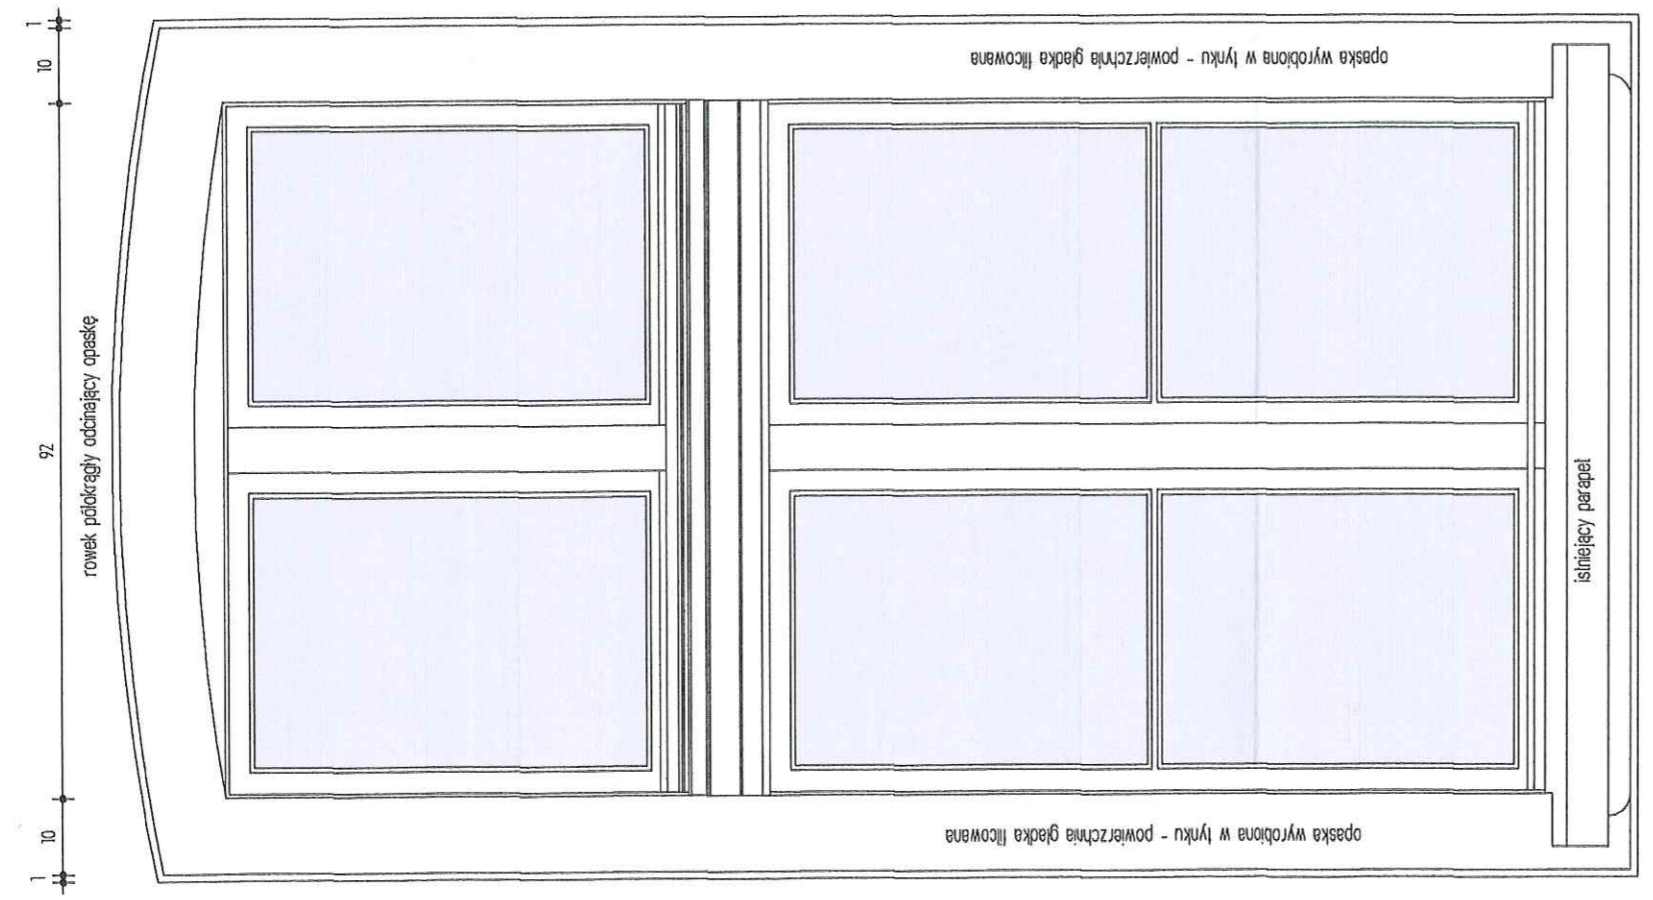 1
10
92
10
1
rowek półokrągły odcinający opaskę
opaska wyrobiona w tynku - powierzchnia gładka filcowana
opaska wyrobiona w tynku - powierzchnia gładka filcowana
istniejący parapet